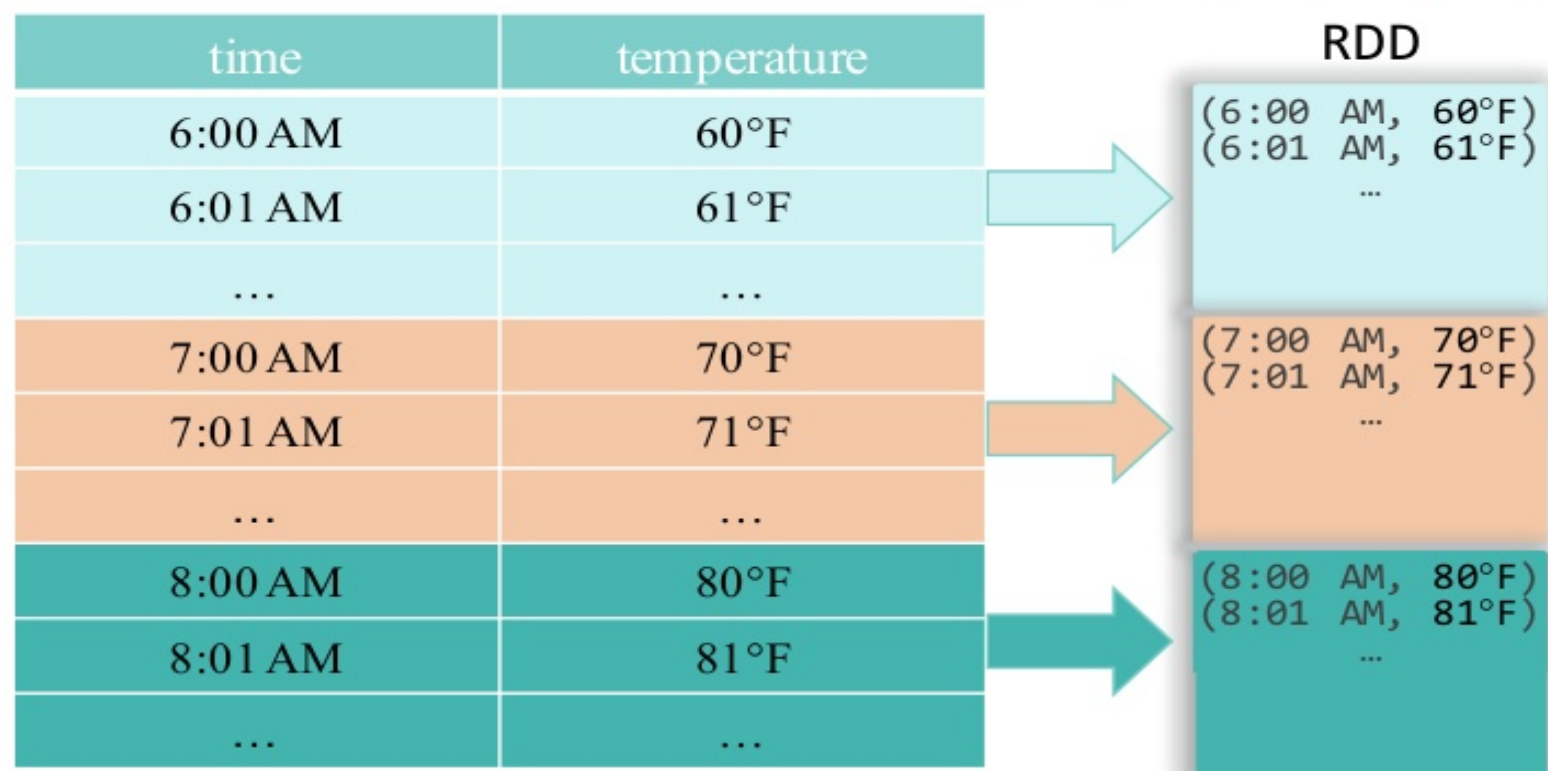 time temperature
6:00 AM 60°F
6:01 AM 61°F
... ...
7:00 AM 70°F
7:01 AM 71°F
... ...
8:00 AM 80°F
8:01 AM 81°F
... ...
RDD
(6:00 AM, 60°F)
(6:01 AM, 61°F)
...
(7:00 AM, 70°F)
(7:01 AM, 71°F)
...
(8:00 AM, 80°F)
(8:01 AM, 81°F)
...